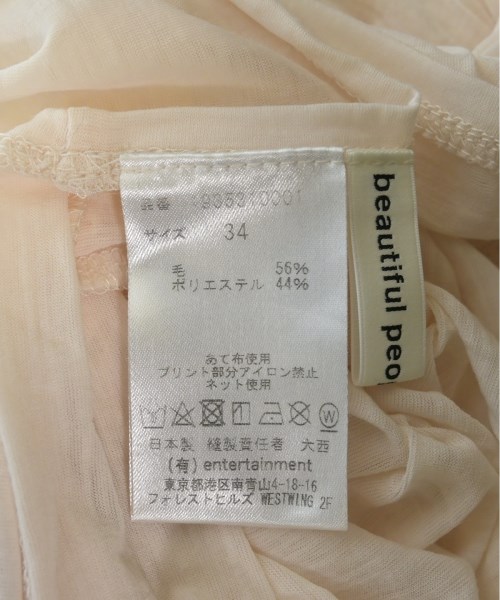 品番 935310001
サイズ 34
毛 56%
ポリエステル 44%
あて布使用
プリント部分アイロン禁止
ネット使用
W
日本製 縫製責任者 大西
(有) entertainment
東京都港区南青山4-18-16
フォレストヒルズ WESTWING 2F
beautiful peo